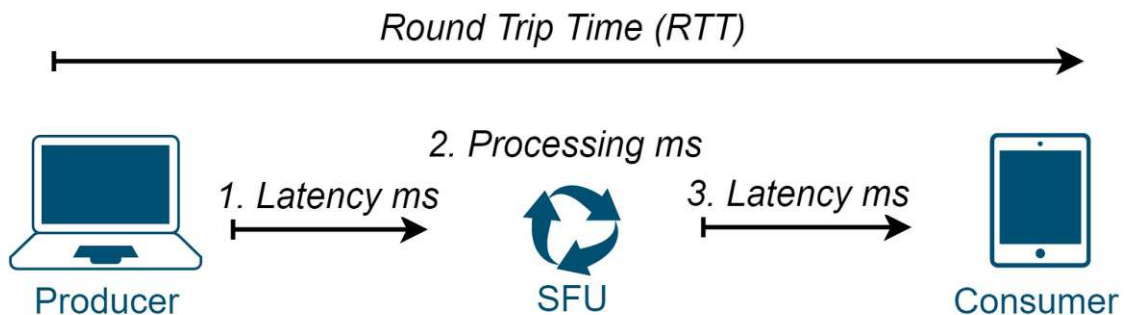 Round Trip Time (RTT)
2. Processing ms
1. Latency ms
3. Latency ms
Producer
SFU
Consumer